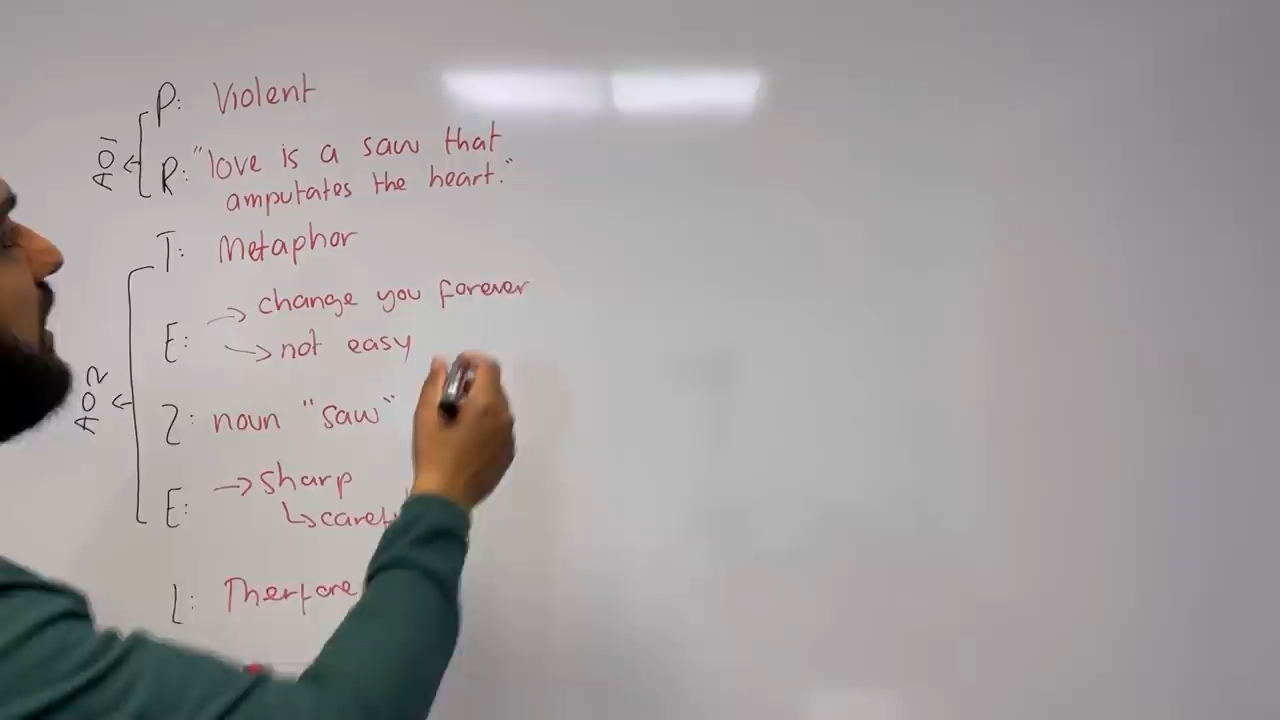 P: Violent
AO1
R: "love is a saw that
amputates the heart."
T: Metaphor
E: → change you forever
→ not easy
AO2
Z: noun "saw"
E: → sharp
↳
L: Therfore